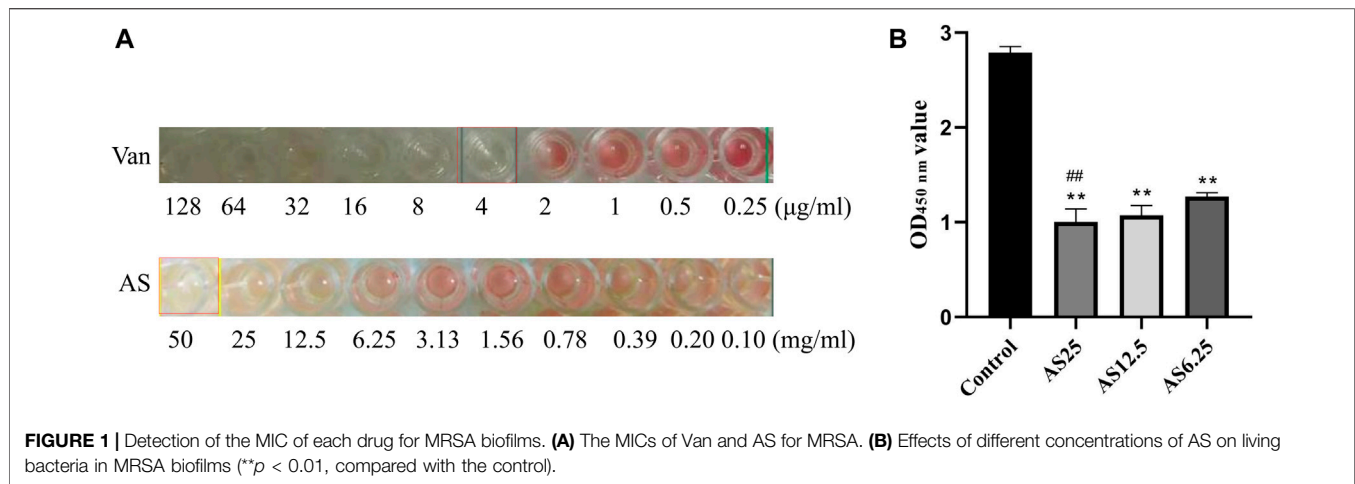 A
Van
128 64 32 16 8 4 2 1 0.5 0.25 (μg/ml)
AS
50 25 12.5 6.25 3.13 1.56 0.78 0.39 0.20 0.10 (mg/ml)
B
OD450 nm value
3
2
1
0
##
** ** **
Control AS25 AS12.5 AS6.25
FIGURE 1 | Detection of the MIC of each drug for MRSA biofilms. (A) The MICs of Van and AS for MRSA. (B) Effects of different concentrations of AS on living
bacteria in MRSA biofilms (**p < 0.01, compared with the control).